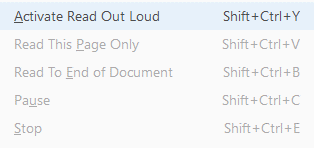 Activate Read Out Loud Shift+Ctrl+Y
Read This Page Only Shift+Ctrl+V
Read To End of Document Shift+Ctrl+B
Pause Shift+Ctrl+C
Stop Shift+Ctrl+E